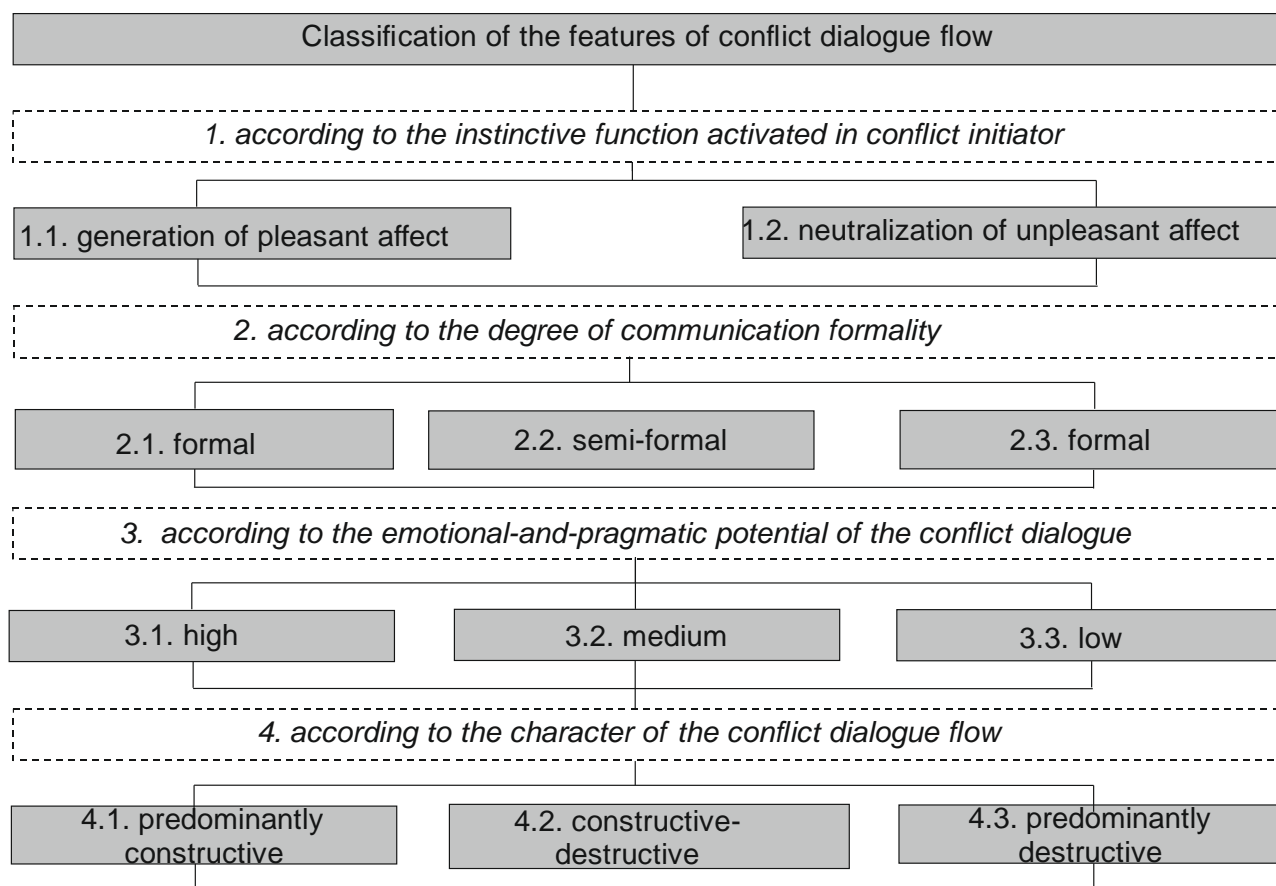 Classification of the features of conflict dialogue flow
1. according to the instinctive function activated in conflict initiator
1.1. generation of pleasant affect
1.2. neutralization of unpleasant affect
2. according to the degree of communication formality
2.1. formal
2.2. semi-formal
2.3. formal
3. according to the emotional-and-pragmatic potential of the conflict dialogue
3.1. high
3.2. medium
3.3. low
4. according to the character of the conflict dialogue flow
4.1. predominantly
constructive
4.2. constructive-
destructive
4.3. predominantly
destructive